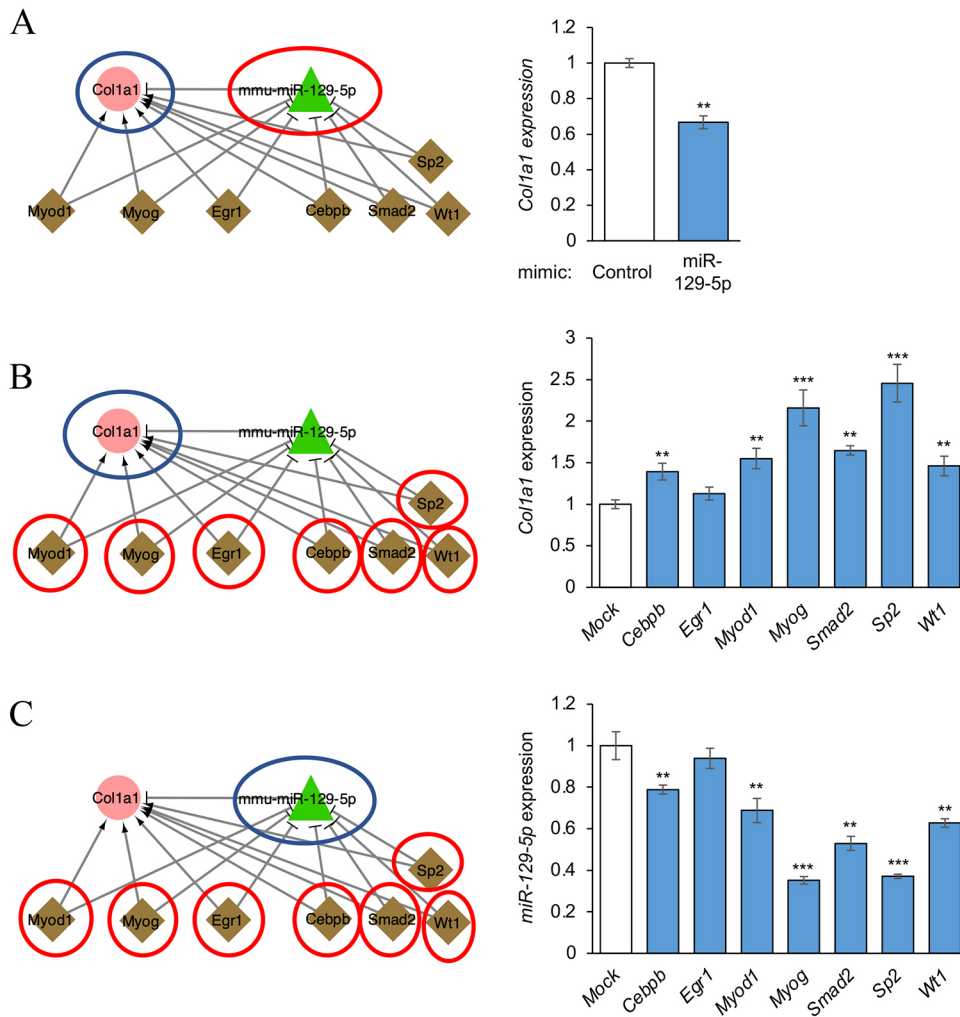 A
Col1a1
mmu-miR-129-5p
Sp2
Myod1
Myog
Egr1
Cebpb
Smad2
Wt1
Col1a1 expression
1.2
1
0.8
0.6
0.4
0.2
0
**
mimic:
Control
miR-
129-5p
B
Col1a1
mmu-miR-129-5p
Sp2
Myod1
Myog
Egr1
Cebpb
Smad2
Wt1
Col1a1 expression
3
2.5
2
1.5
1
0.5
0
**
**
***
**
***
**
Mock
Cebpb
Egr1
Myod1
Myog
Smad2
Sp2
Wt1
C
Col1a1
mmu-miR-129-5p
Sp2
Myod1
Myog
Egr1
Cebpb
Smad2
Wt1
miR-129-5p expression
1.2
1
0.8
0.6
0.4
0.2
0
**
**
***
**
***
**
Mock
Cebpb
Egr1
Myod1
Myog
Smad2
Sp2
Wt1